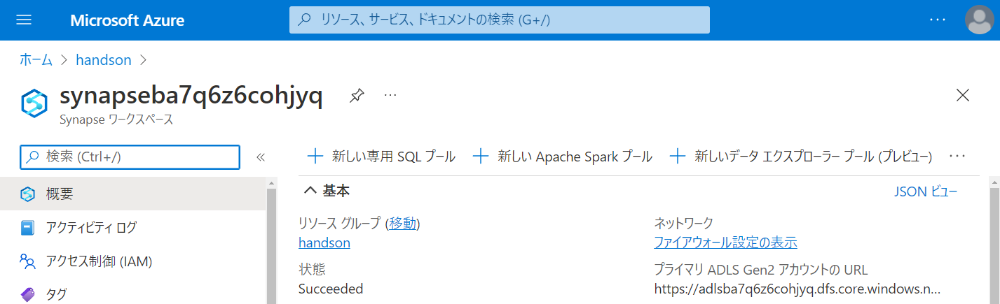 Microsoft Azure
リソース、サービス、ドキュメントの検索 (G+/)
ホーム > handson >
synapseba7q6z6cohjyq
Synapse ワークスペース
検索 (Ctrl+/)
+ 新しい専用 SQL プール + 新しい Apache Spark プール + 新しいデータ エクスプローラー プール (プレビュー) ...
概要
アクティビティ ログ
アクセス制御 (IAM)
タグ
基本
JSON ビュー
リソース グループ (移動)
handson
状態
Succeeded
ネットワーク
ファイアウォール設定の表示
プライマリ ADLS Gen2 アカウントの URL
https://adlsba7q6z6cohjyq.dfs.core.windows.n...